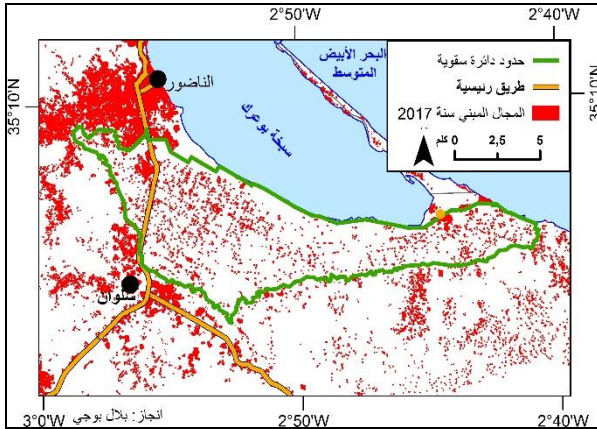 2°50'W
2°40'W
35°10'N
35°10'N
البحر الأبيض
المتوسط
سبخة بوعرك
الناضور
سلوان
حدود دائرة سقوية
طريق رئيسية
المجال المبني سنة 2017
كلم
0 2,5 5
3°0'W
2°50'W
2°40'W
انجاز: بلال بوجي